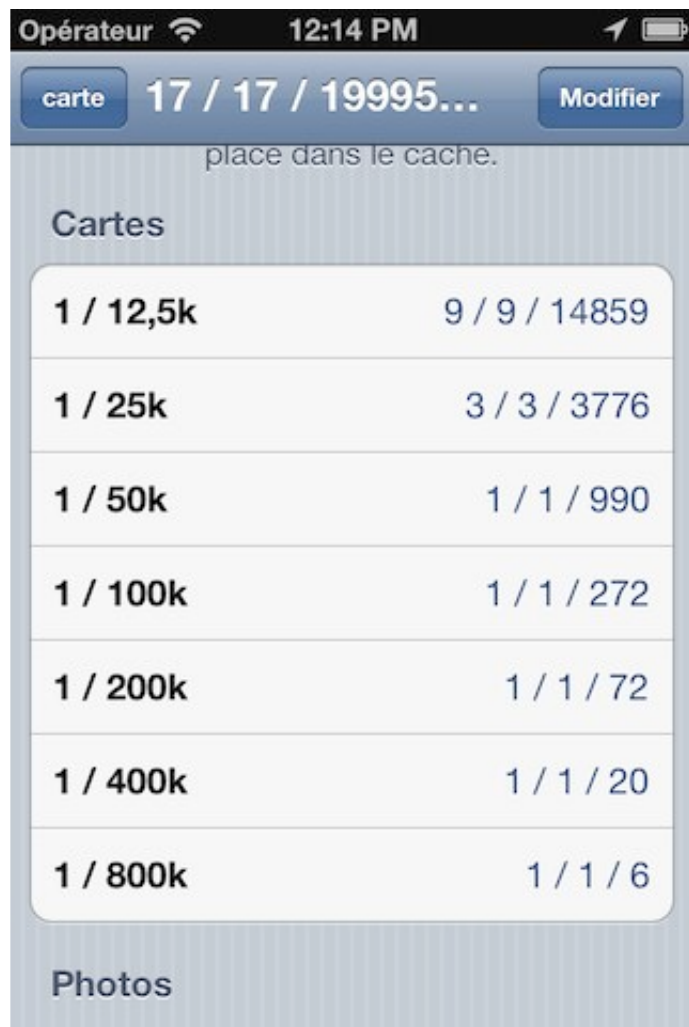 Opérateur 12:14 PM
carte 17 / 17 / 19995... Modifier
place dans le cache.
Cartes
1 / 12,5k 9 / 9 / 14859
1 / 25k 3 / 3 / 3776
1 / 50k 1 / 1 / 990
1 / 100k 1 / 1 / 272
1 / 200k 1 / 1 / 72
1 / 400k 1 / 1 / 20
1 / 800k 1 / 1 / 6
Photos